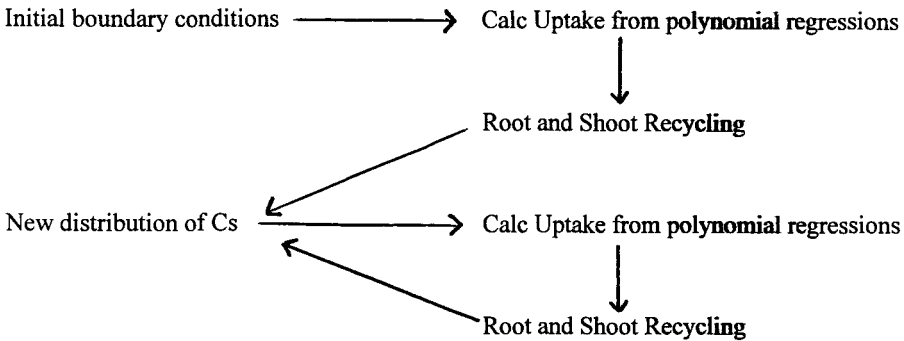 Initial boundary conditions
Calc Uptake from polynomial regressions
Root and Shoot Recycling
New distribution of Cs
Calc Uptake from polynomial regressions
Root and Shoot Recycling